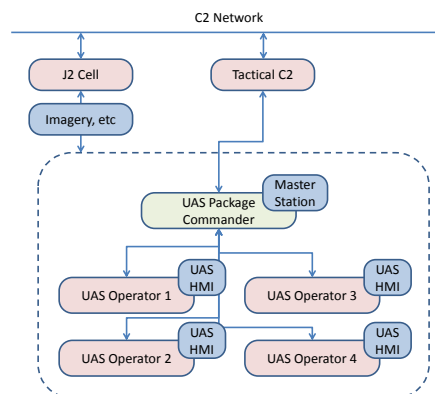 C2 Network
J2 Cell
Tactical C2
Imagery, etc
Master
Station
UAS Package
Commander
UAS
HMI
UAS Operator 1
UAS
HMI
UAS Operator 3
UAS
HMI
UAS Operator 2
UAS
HMI
UAS Operator 4